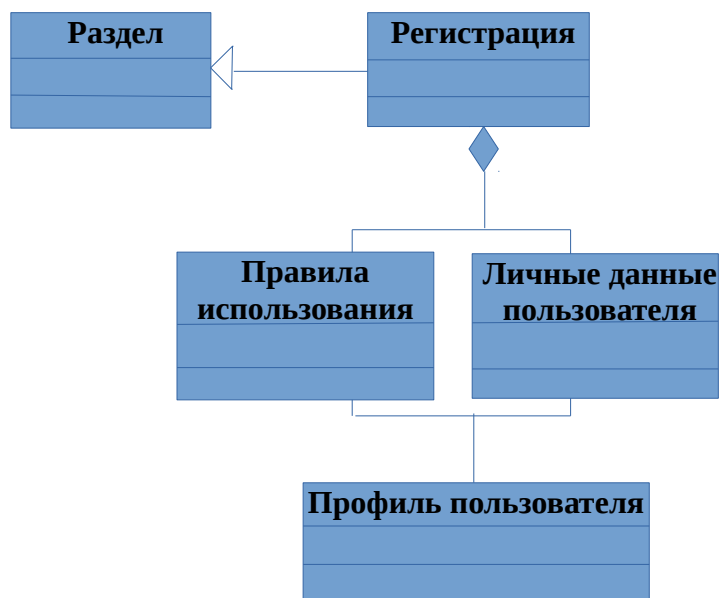 Раздел
Регистрация
Правила
использования
Личные данные
пользователя
Профиль пользователя